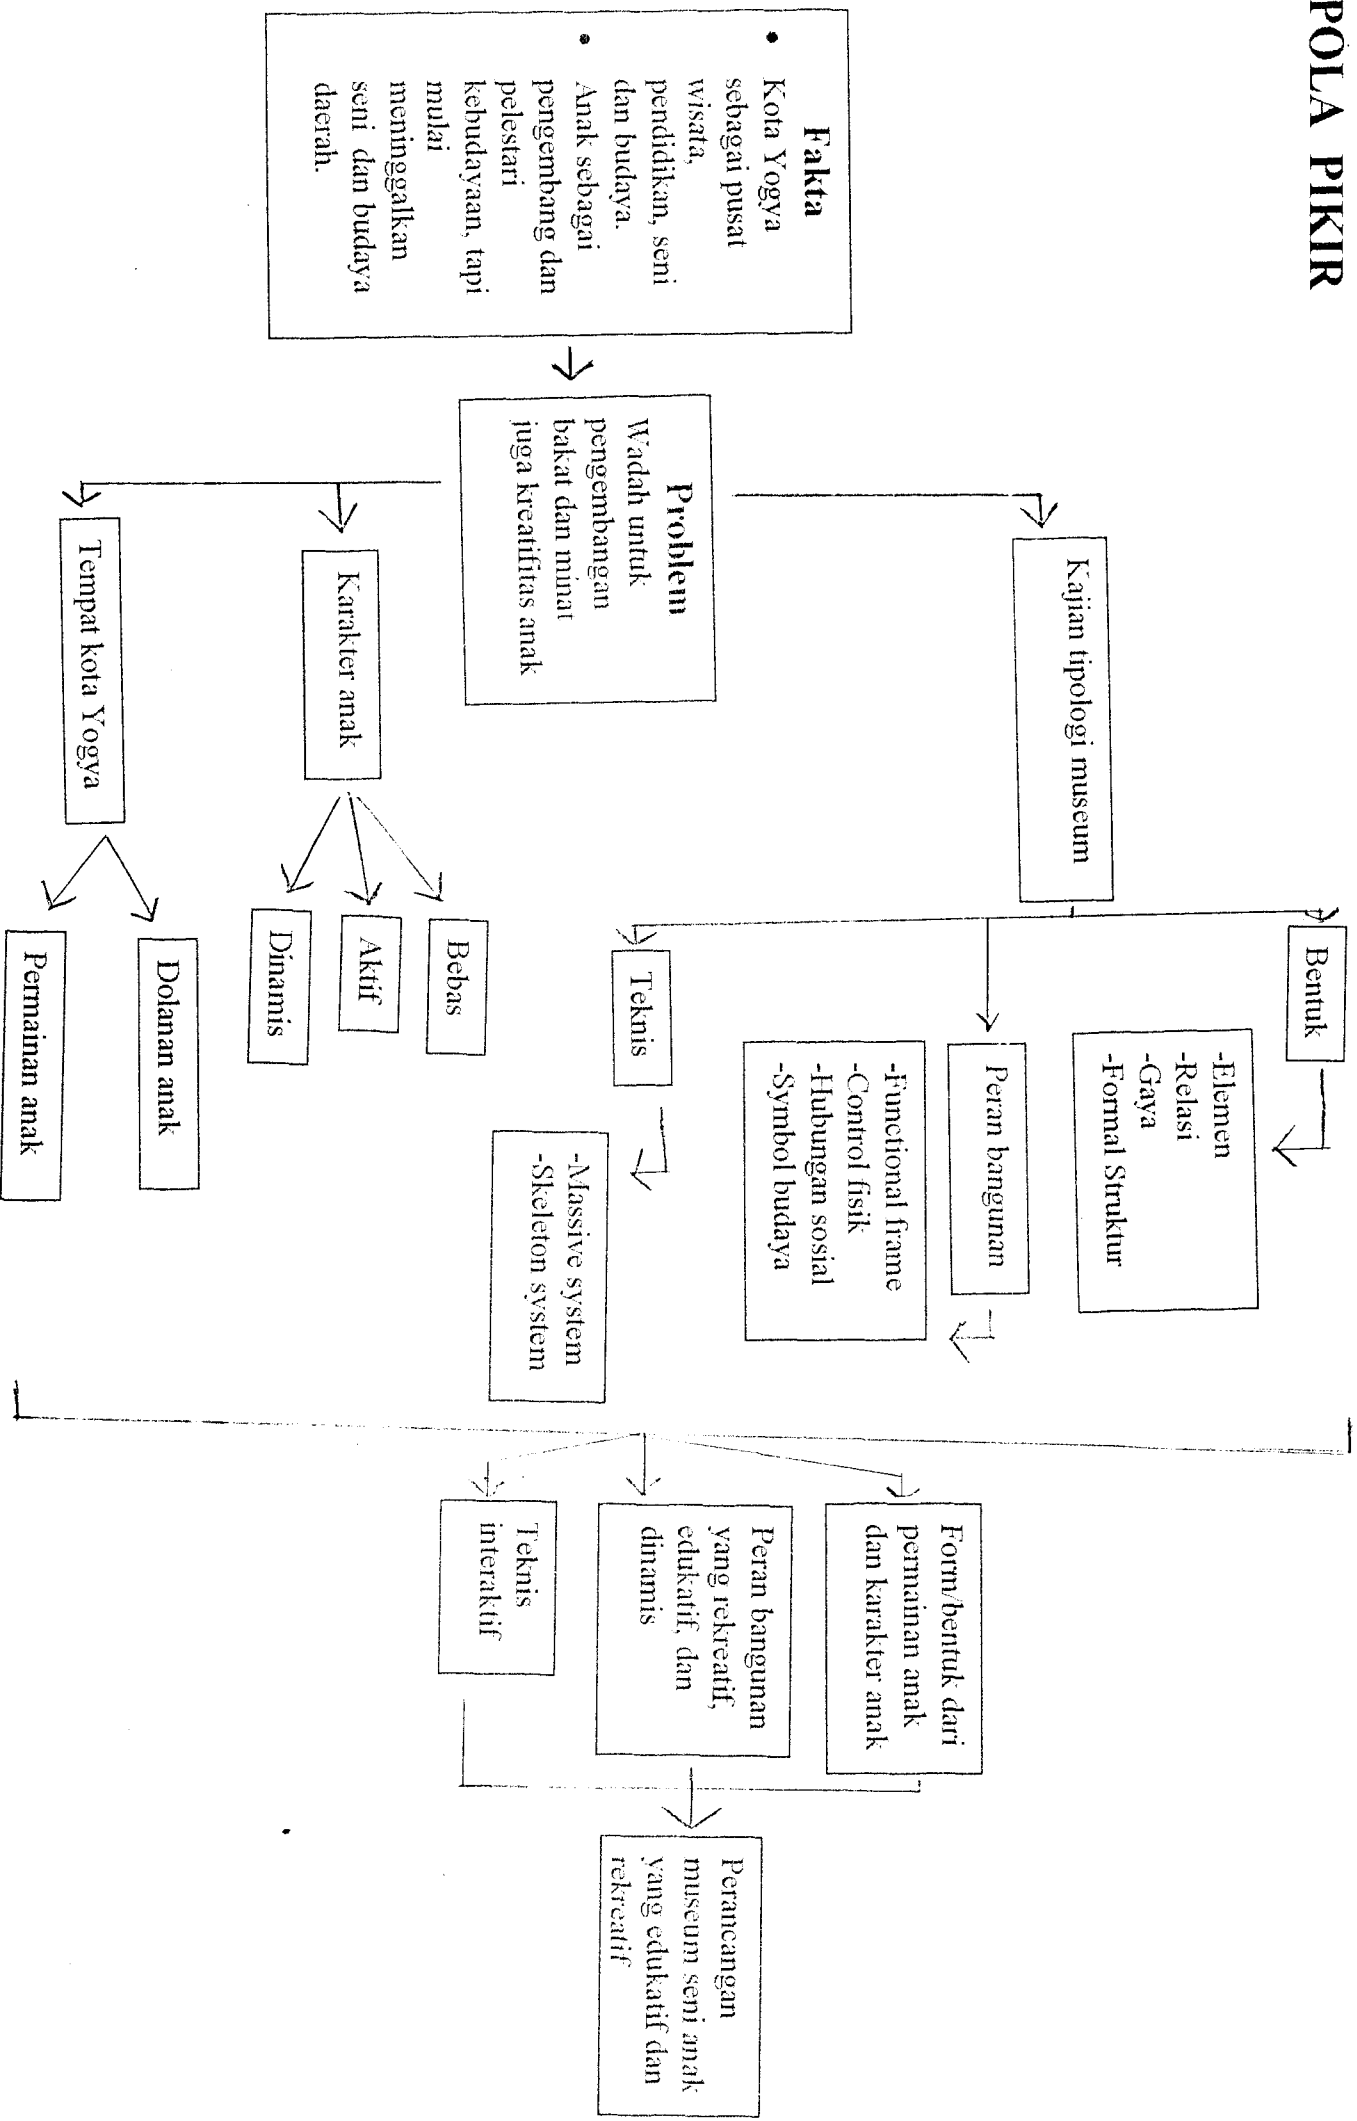 POLA PIKIR
Fakta
• Kota Yogya
sebagai pusat
wisata,
pendidikan, seni
dan budaya.
• Anak sebagai
pengembang dan
pelestari
kebudayaan, tapi
mulai
meninggalkan
seni dan budaya
daerah.
Problem
Wadah untuk
pengembangan
bakat dan minat
juga kreatifitas anak
Kajian tipologi museum
Karakter anak
Tempat kota Yogya
Bentuk
-Elemen
-Relasi
-Gaya
-Formal Struktur
Peran bangunan
-Functional frame
-Control fisik
-Hubungan sosial
-Symbol budaya
Teknis
-Massive system
-Skeleton system
Bebas
Aktif
Dinamis
Dolanan anak
Permainan anak
Form/bentuk dari
permainan anak
dan karakter anak
Peran bangunan
yang rekreatif,
edukatif, dan
dinamis
Teknis
interaktif
Perancangan
museum seni anak
yang edukatif dan
rekreatif